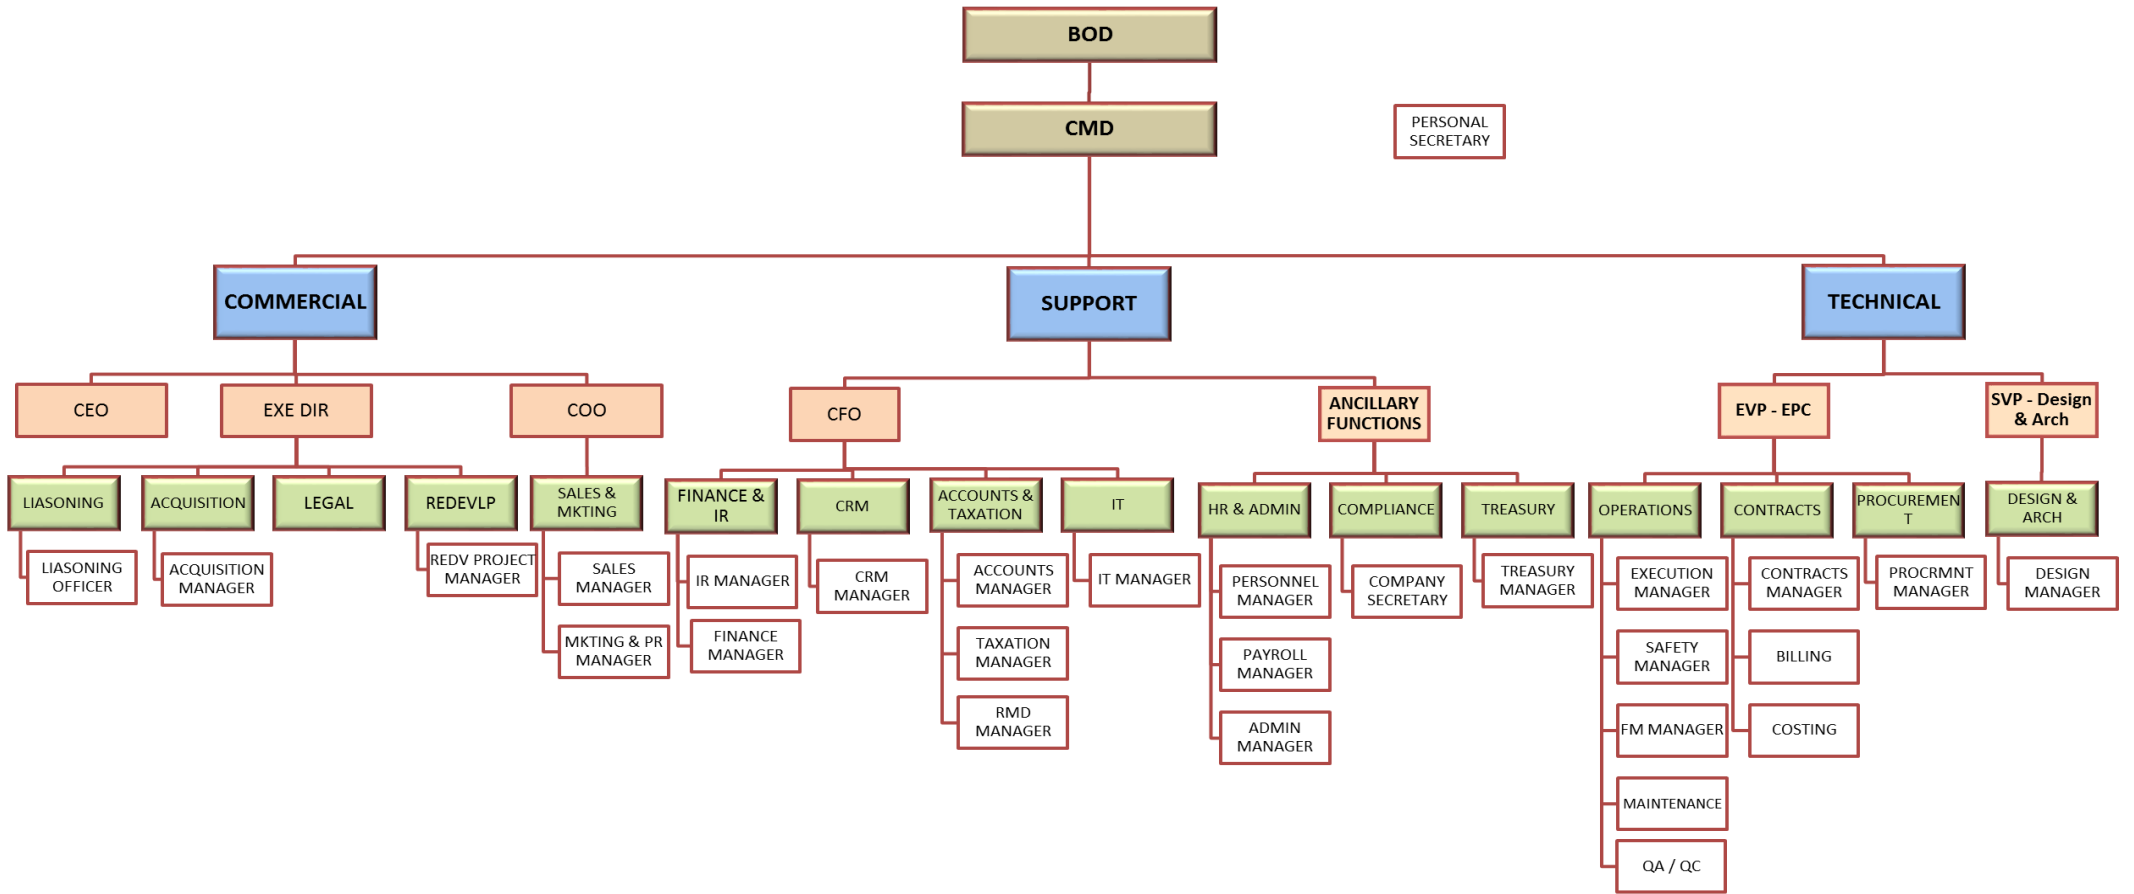 BOD
CMD
PERSONAL
SECRETARY
COMMERCIAL
SUPPORT
TECHNICAL
CEO
EXE DIR
COO
CFO
ANCILLARY
FUNCTIONS
EVP - EPC
SVP - Design
& Arch
LIASONING
ACQUISITION
LEGAL
REDEVLP
SALES &
MKTING
FINANCE &
IR
CRM
ACCOUNTS &
TAXATION
IT
HR & ADMIN
COMPLIANCE
TREASURY
OPERATIONS
CONTRACTS
PROCUREMEN
T
DESIGN &
ARCH
LIASONING
OFFICER
ACQUISITION
MANAGER
REDV PROJECT
MANAGER
SALES
MANAGER
MKTING & PR
MANAGER
IR MANAGER
FINANCE
MANAGER
CRM
MANAGER
ACCOUNTS
MANAGER
TAXATION
MANAGER
RMD
MANAGER
IT MANAGER
PERSONNEL
MANAGER
PAYROLL
MANAGER
ADMIN
MANAGER
COMPANY
SECRETARY
TREASURY
MANAGER
EXECUTION
MANAGER
SAFETY
MANAGER
FM MANAGER
MAINTENANCE
QA / QC
CONTRACTS
MANAGER
BILLING
COSTING
PROCRMNT
MANAGER
DESIGN
MANAGER